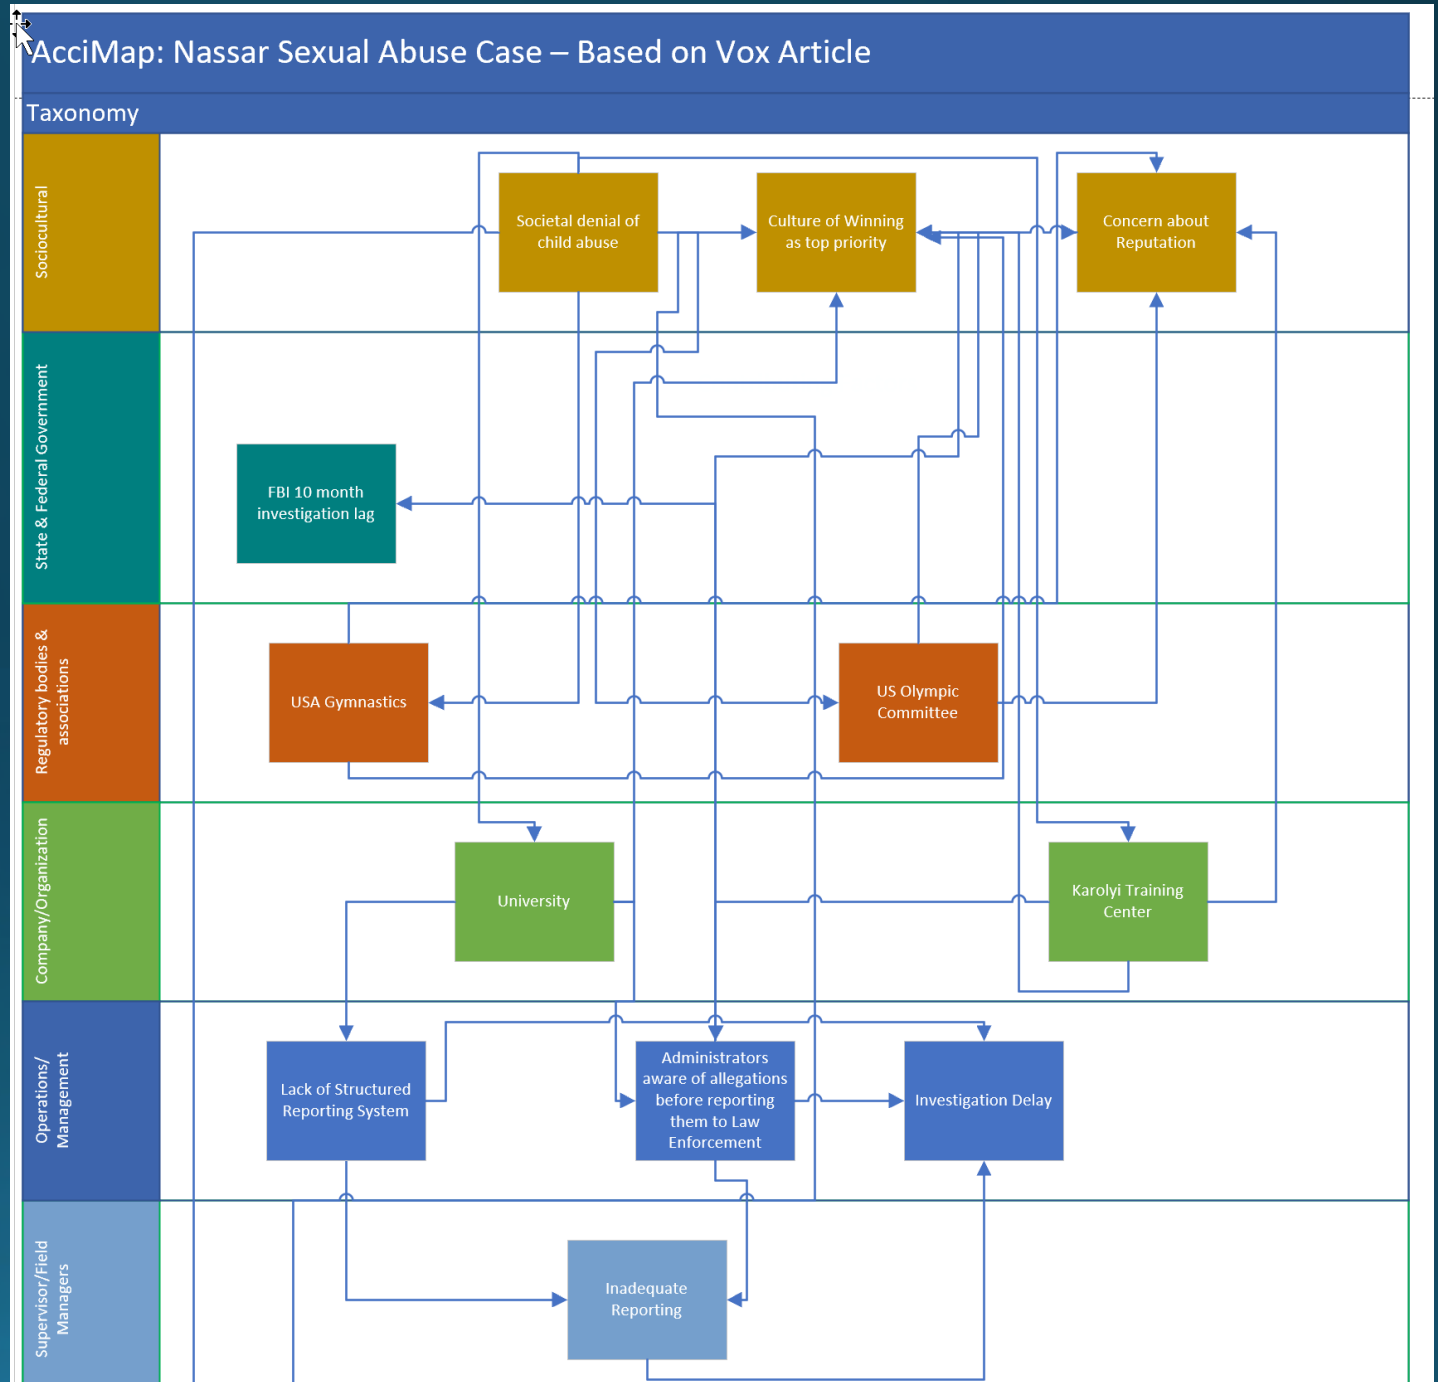 AcciMap: Nassar Sexual Abuse Case – Based on Vox Article
Taxonomy
Sociocultural
Societal denial of
child abuse
Culture of Winning
as top priority
Concern about
Reputation
State & Federal Government
FBI 10 month
investigation lag
Regulatory bodies &
associations
USA Gymnastics
US Olympic
Committee
Company/Organization
University
Karolyi Training
Center
Operations/
Management
Lack of Structured
Reporting System
Administrators
aware of allegations
before reporting
them to Law
Enforcement
Investigation Delay
Supervisor/Field
Managers
Inadequate
Reporting